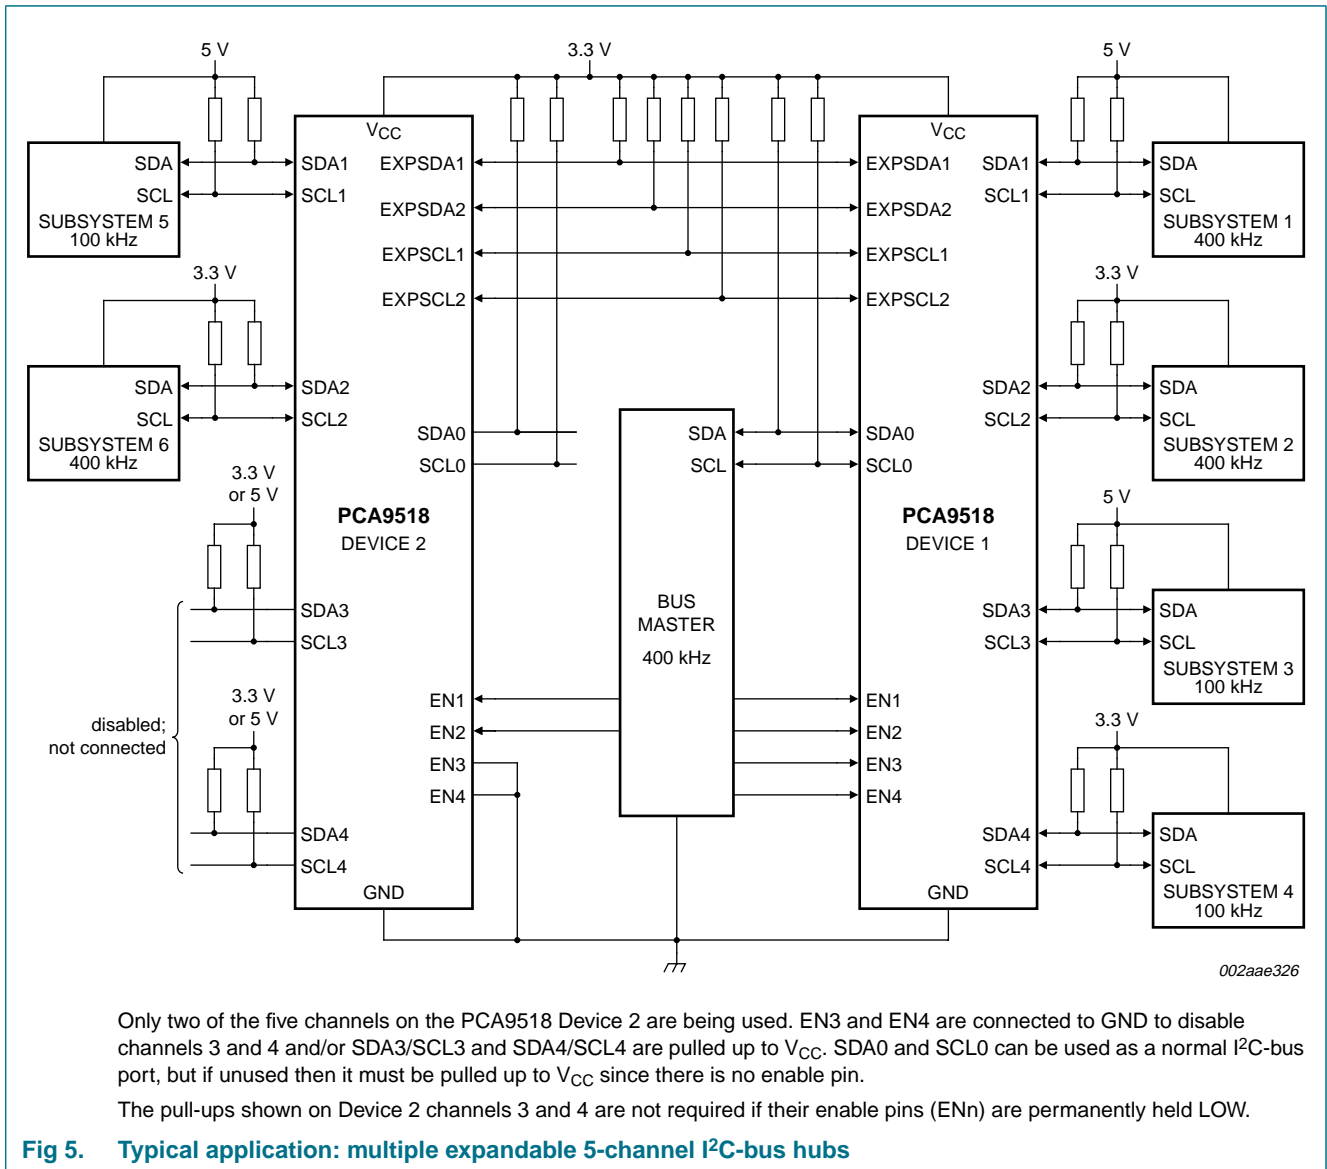 5 V
3.3 V
5 V
VCC
VCC
SDA
SCL
SUBSYSTEM 5
100 kHz
SDA1
SCL1
EXPSDA1
EXPSDA2
EXPSCL1
EXPSCL2
EXPSDA1
EXPSDA2
EXPSCL1
EXPSCL2
SDA1
SCL1
SDA
SCL
SUBSYSTEM 1
400 kHz
3.3 V
3.3 V
SDA
SCL
SUBSYSTEM 6
400 kHz
SDA2
SCL2
SDA0
SCL0
SDA
SCL
SDA0
SCL0
SDA2
SCL2
SDA
SCL
SUBSYSTEM 2
400 kHz
3.3 V
or 5 V
PCA9518
DEVICE 2
PCA9518
DEVICE 1
5 V
SDA3
SCL3
BUS
MASTER
400 kHz
SDA3
SCL3
SDA
SCL
SUBSYSTEM 3
100 kHz
3.3 V
or 5 V
disabled;
not connected
EN1
EN2
EN3
EN4
EN1
EN2
EN3
EN4
3.3 V
SDA4
SCL4
SDA4
SCL4
SDA
SCL
SUBSYSTEM 4
100 kHz
GND
GND
002aae326
Only two of the five channels on the PCA9518 Device 2 are being used. EN3 and EN4 are connected to GND to disable
channels 3 and 4 and/or SDA3/SCL3 and SDA4/SCL4 are pulled up to VCC. SDA0 and SCL0 can be used as a normal I2C-bus
port, but if unused then it must be pulled up to VCC since there is no enable pin.
The pull-ups shown on Device 2 channels 3 and 4 are not required if their enable pins (ENn) are permanently held LOW.
Fig 5. Typical application: multiple expandable 5-channel I2C-bus hubs